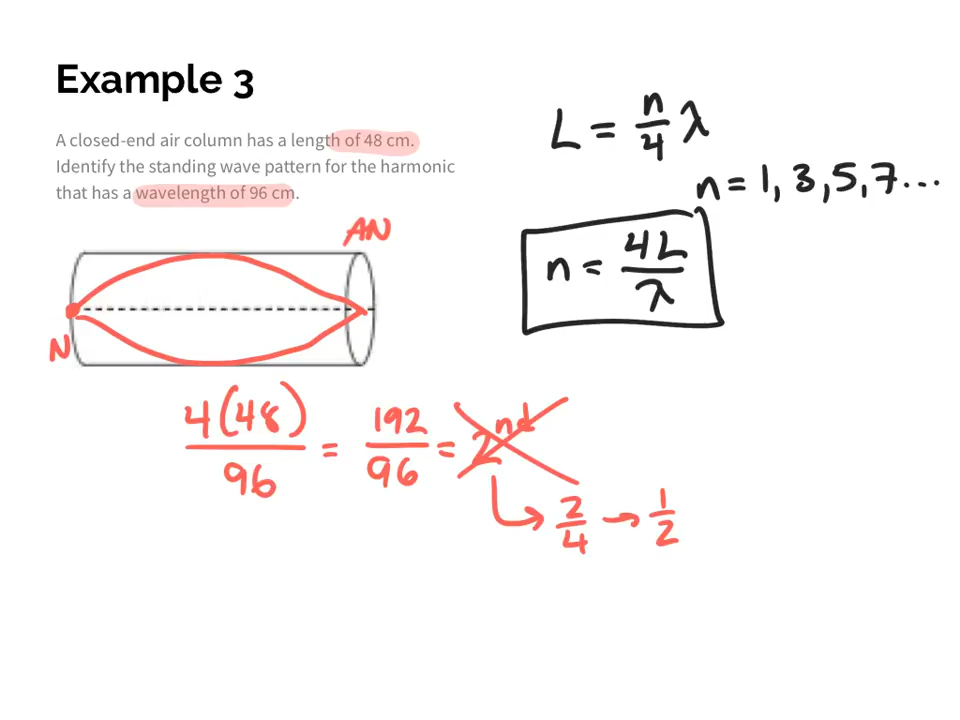 Example 3
A closed-end air column has a length of 48 cm.
Identify the standing wave pattern for the harmonic
that has a wavelength of 96 cm.
L = n/4 λ
n = 1, 3, 5, 7 ...
n = 4L/λ
AN
N
4(48)/96 = 192/96 = 2nd
↳ 2/4 → 1/2